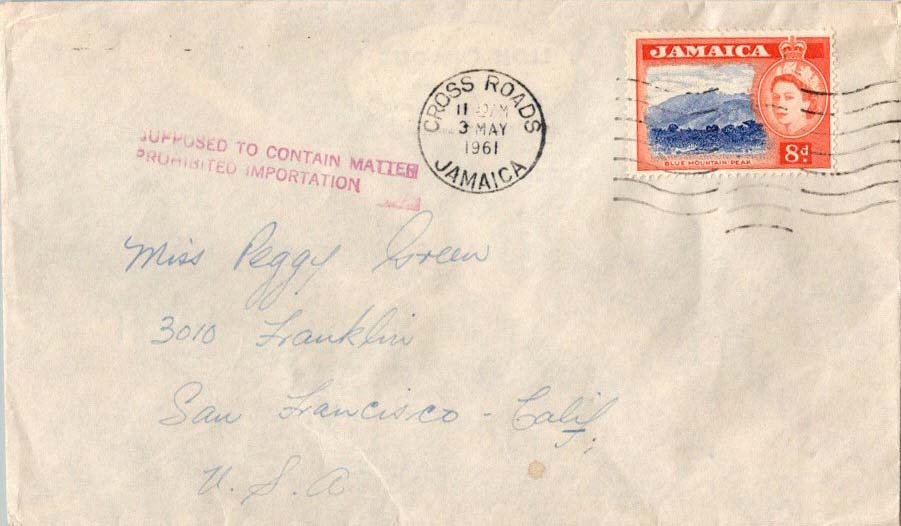 JAMAICA
BLUE MOUNTAIN PEAK
8d
CROSS ROADS
3 MAY
1961
JAMAICA
SUPPOSED TO CONTAIN MATTER
PROHIBITED IMPORTATION
Miss Peggy Green
3010 Franklin
San Francisco - Calif
U. S. A